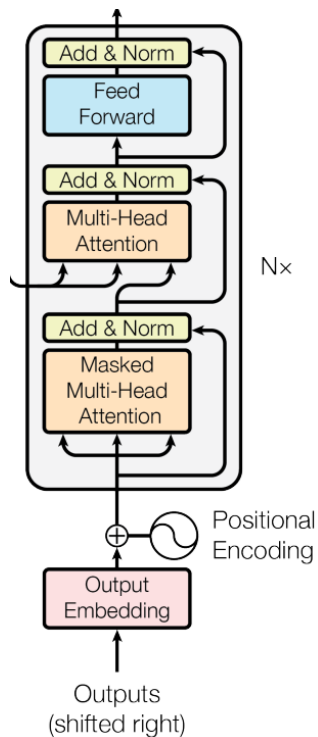 Add & Norm
Feed
Forward
Add & Norm
Multi-Head
Attention
N×
Add & Norm
Masked
Multi-Head
Attention
Positional
Encoding
Output
Embedding
Outputs
(shifted right)